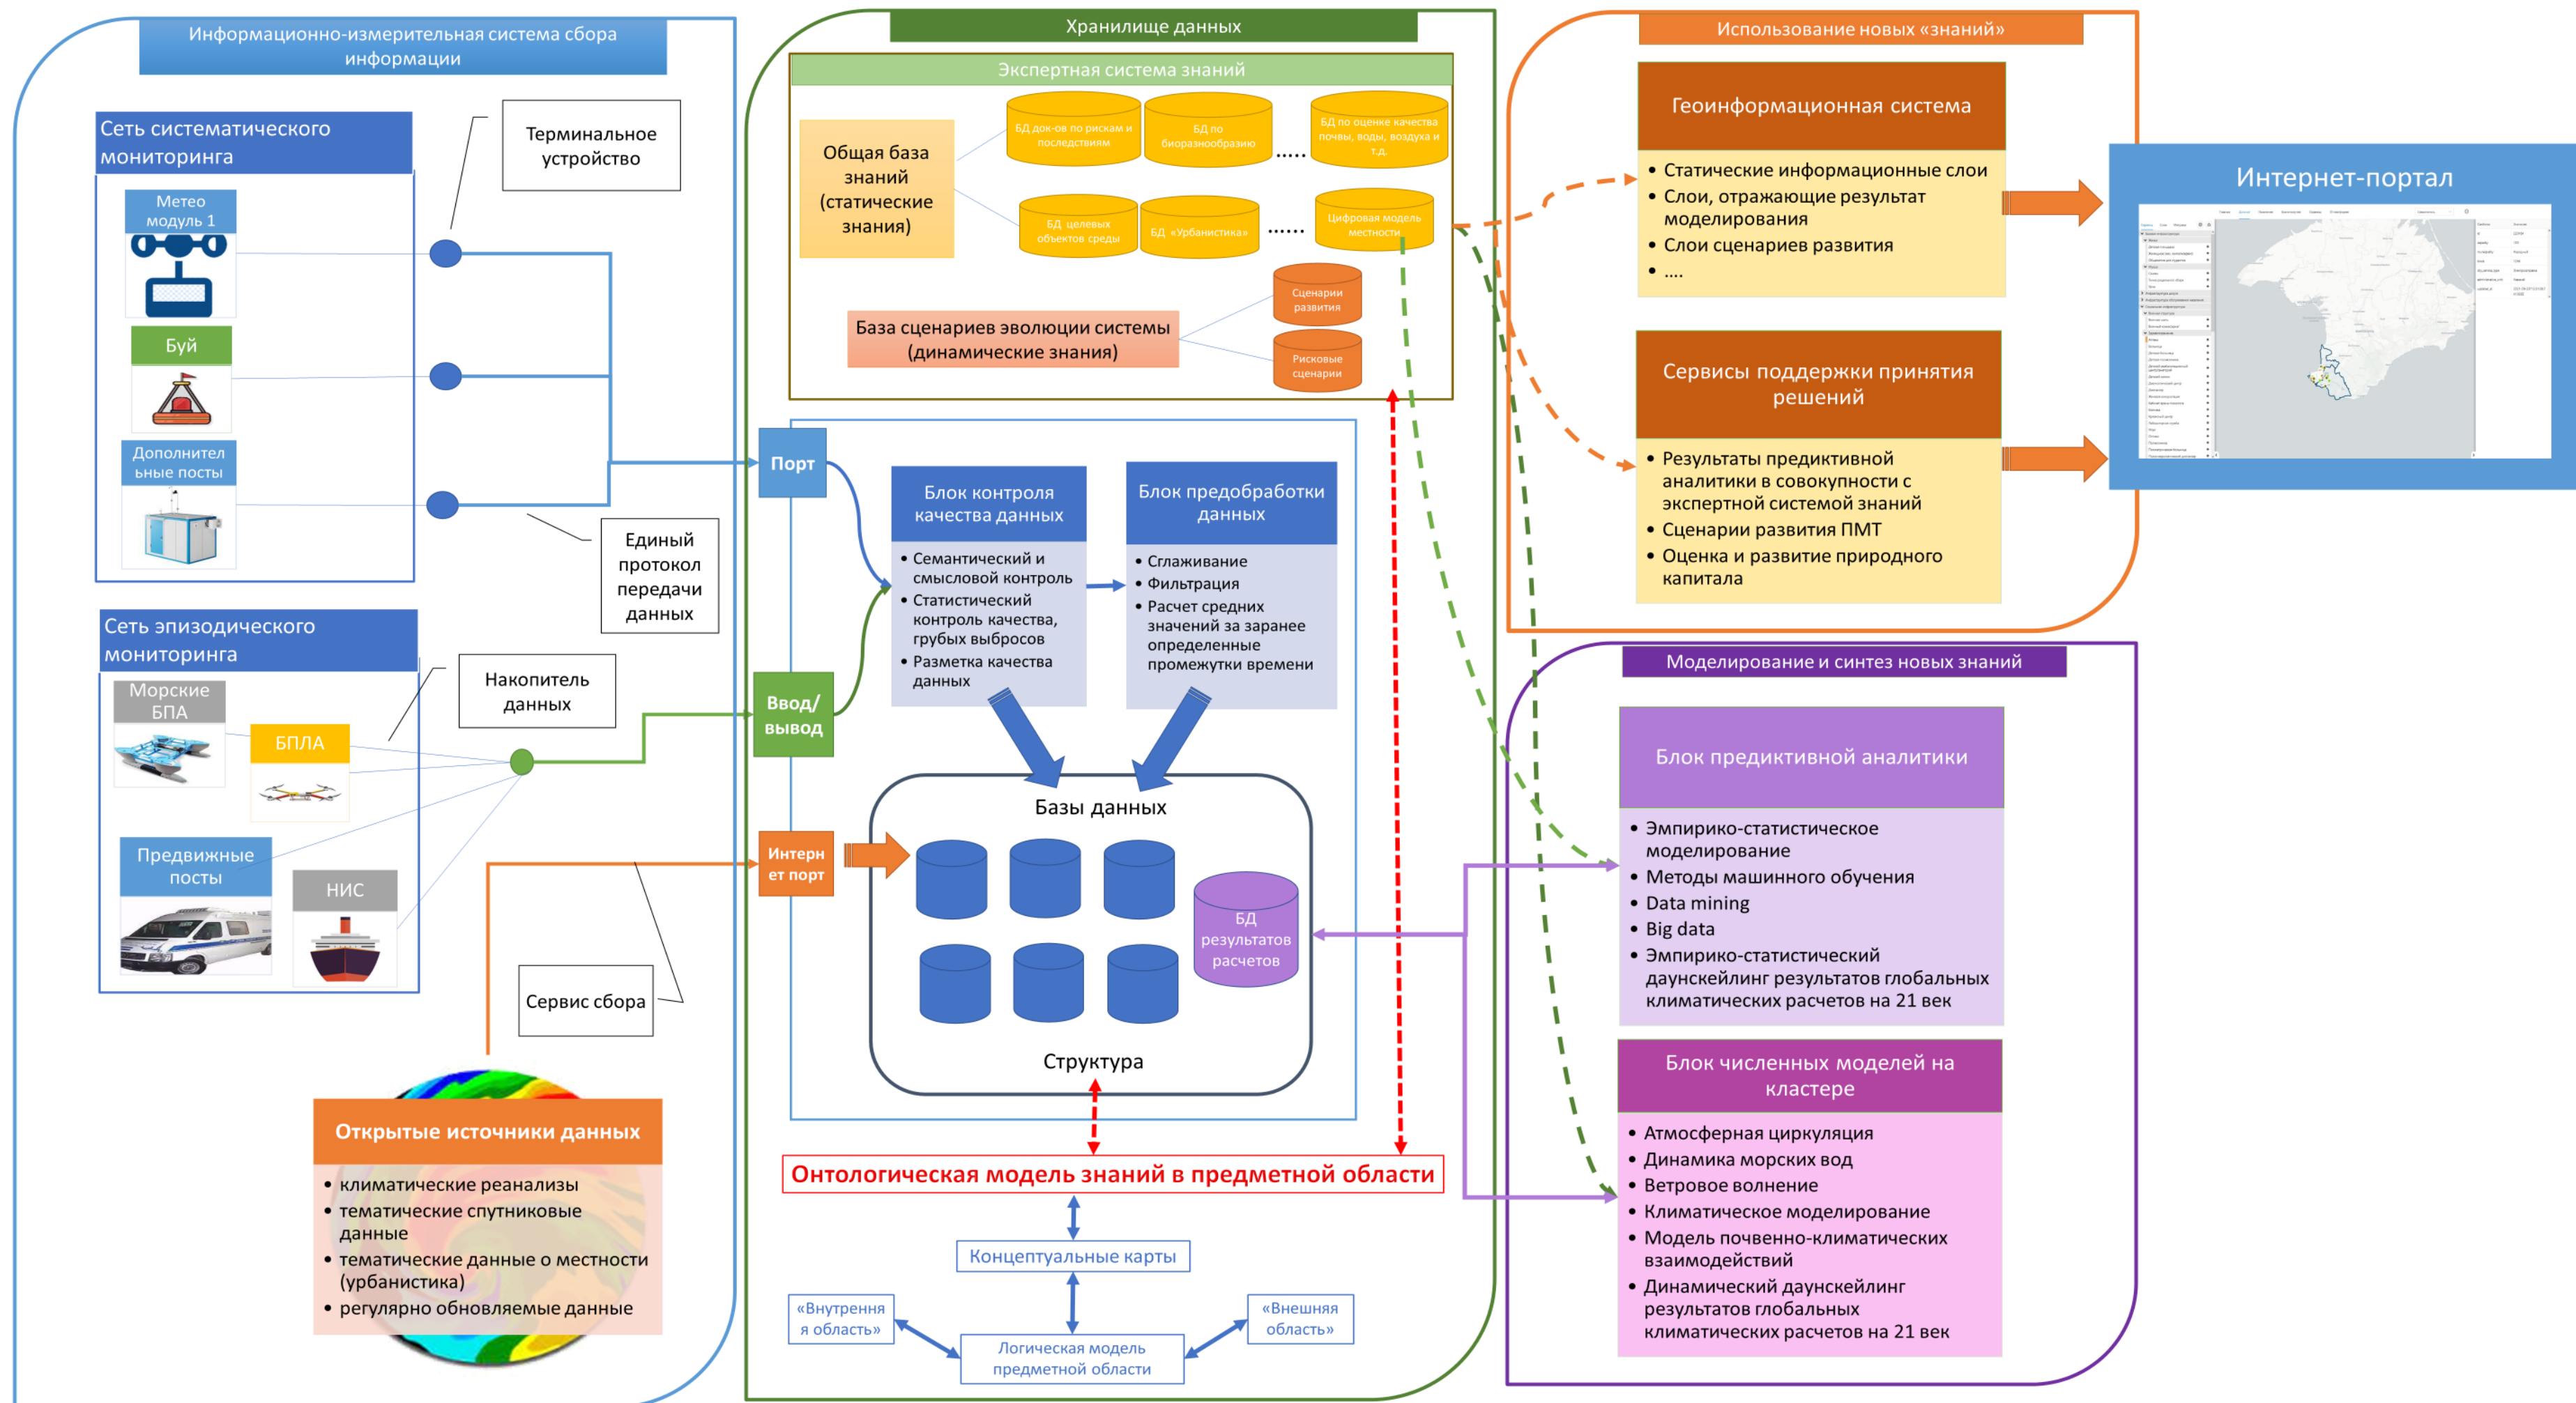 Информационно-измерительная система сбора
информации
Сеть систематического
мониторинга
Метео
модуль 1
Буй
Дополнител
ьные посты
Терминальное
устройство
Единый
протокол
передачи
данных
Сеть эпизодического
мониторинга
Морские
БПА
БПЛА
Предвижные
посты
НИС
Накопитель
данных
Сервис сбора
Открытые источники данных
• климатические реанализы
• тематические спутниковые
данные
• тематические данные о местности
(урбанистика)
• регулярно обновляемые данные
Хранилище данных
Экспертная система знаний
Общая база
знаний
(статические
знания)
БД док-ов по рискам и
последствиям
БД по
биоразнообразию
.....
БД по оценке качества
почвы, воды, воздуха и
т.д.
БД целевых
объектов среды
БД «Урбанистика»
......
Цифровая модель
местности
База сценариев эволюции системы
(динамические знания)
Сценарии
развития
Рисковые
сценарии
Порт
Ввод/
вывод
Интерн
ет порт
Блок контроля
качества данных
• Семантический и
смысловой контроль
• Статистический
контроль качества,
грубых выбросов
• Разметка качества
данных
Блок предобработки
данных
• Сглаживание
• Фильтрация
• Расчет средних
значений за заранее
определенные
промежутки времени
Базы данных
БД
результатов
расчетов
Структура
Онтологическая модель знаний в предметной области
Концептуальные карты
«Внутрення
я область»
«Внешняя
область»
Логическая модель
предметной области
Использование новых «знаний»
Геоинформационная система
• Статические информационные слои
• Слои, отражающие результат
моделирования
• Слои сценариев развития
• ....
Сервисы поддержки принятия
решений
• Результаты предиктивной
аналитики в совокупности с
экспертной системой знаний
• Сценарии развития ПМТ
• Оценка и развитие природного
капитала
Интернет-портал
Моделирование и синтез новых знаний
Блок предиктивной аналитики
• Эмпирико-статистическое
моделирование
• Методы машинного обучения
• Data mining
• Big data
• Эмпирико-статистический
даунскейлинг результатов глобальных
климатических расчетов на 21 век
Блок численных моделей на
кластере
• Атмосферная циркуляция
• Динамика морских вод
• Ветровое волнение
• Климатическое моделирование
• Модель почвенно-климатических
взаимодействий
• Динамический даунскейлинг
результатов глобальных
климатических расчетов на 21 век